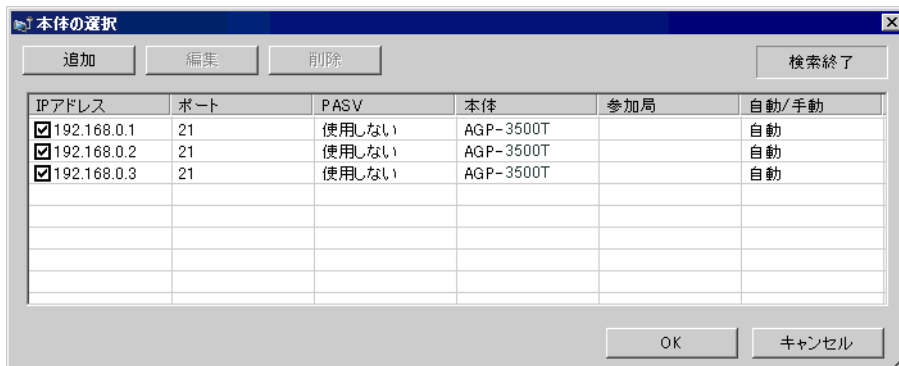 本体の選択
追加 編集 削除 検索終了
IPアドレス ポート PASV 本体 参加局 自動/手動
192.168.0.1 21 使用しない AGP-3500T 自動
192.168.0.2 21 使用しない AGP-3500T 自動
192.168.0.3 21 使用しない AGP-3500T 自動
OK キャンセル